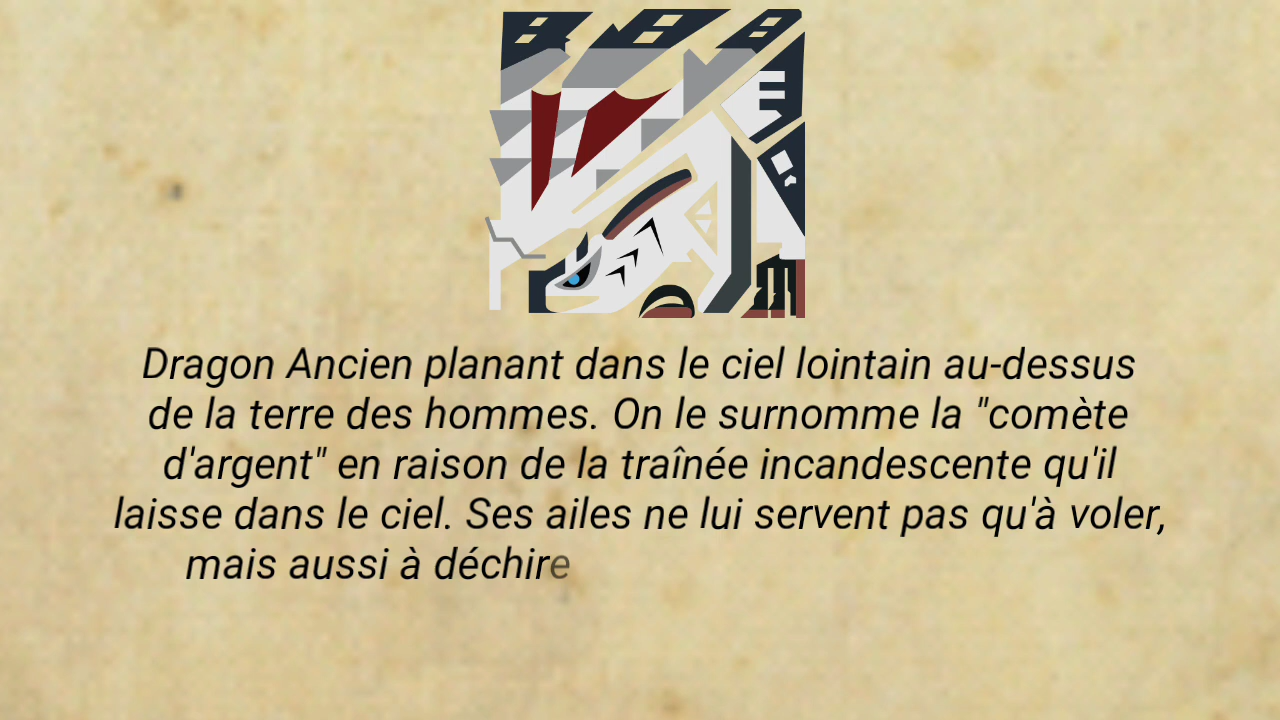 Dragon Ancien planant dans le ciel lointain au-dessus
de la terre des hommes. On le surnomme la "comète
d'argent" en raison de la traînée incandescente qu'il
laisse dans le ciel. Ses ailes ne lui servent pas qu'à voler,
mais aussi à déchire